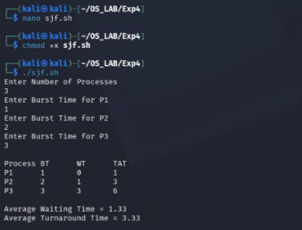 ┌──(kali㉿kali)-[~/OS_LAB/Exp4]
└─$ nano sjf.sh
┌──(kali㉿kali)-[~/OS_LAB/Exp4]
└─$ chmod +x sjf.sh
┌──(kali㉿kali)-[~/OS_LAB/Exp4]
└─$ ./sjf.sh
Enter Number of Processes
3
Enter Burst Time for P1
1
Enter Burst Time for P2
2
Enter Burst Time for P3
3
Process BT WT TAT
P1 1 0 1
P2 2 1 3
P3 3 3 6
Average Waiting Time = 1.33
Average Turnaround Time = 3.33